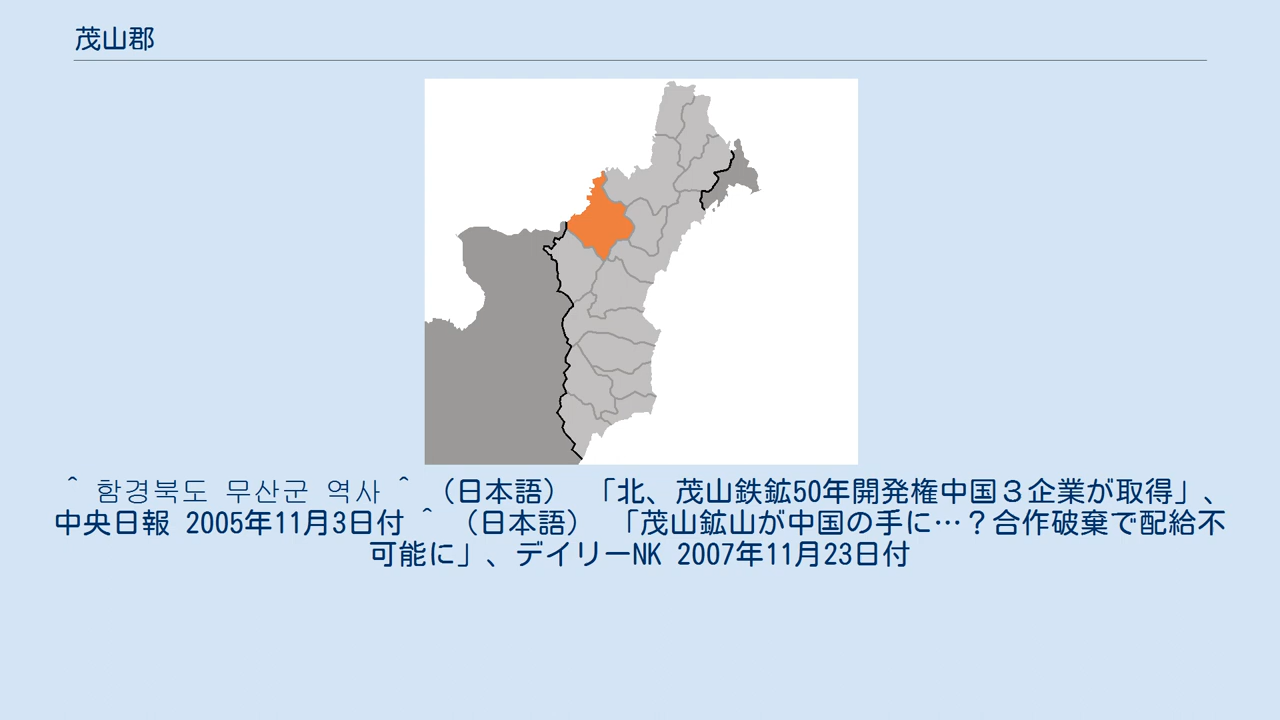 茂山郡
^ 함경북도 무산군 역사 ^ （日本語） 「北、茂山鉄鉱50年開発権中国３企業が取得」、
中央日報 2005年11月3日付 ^ （日本語） 「茂山鉱山が中国の手に…？合作破棄で配給不
可能に」、デイリーNK 2007年11月23日付